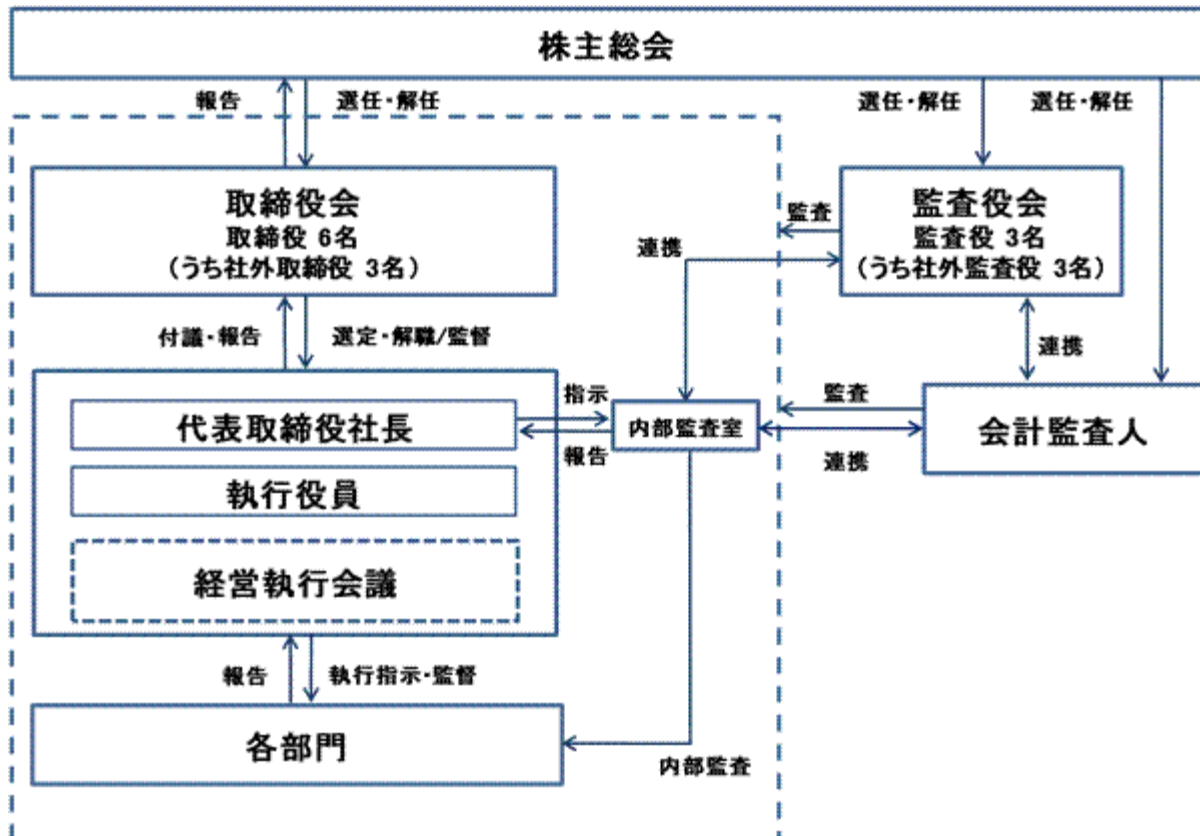 株主総会
報告
選任・解任
選任・解任
選任・解任
取締役会
取締役 6名
(うち社外取締役 3名)
監査役会
監査役 3名
(うち社外監査役 3名)
監査
連携
付議・報告
選定・解職/監督
連携
代表取締役社長
指示
報告
内部監査室
監査
連携
会計監査人
執行役員
経営執行会議
報告
執行指示・監督
各部門
内部監査